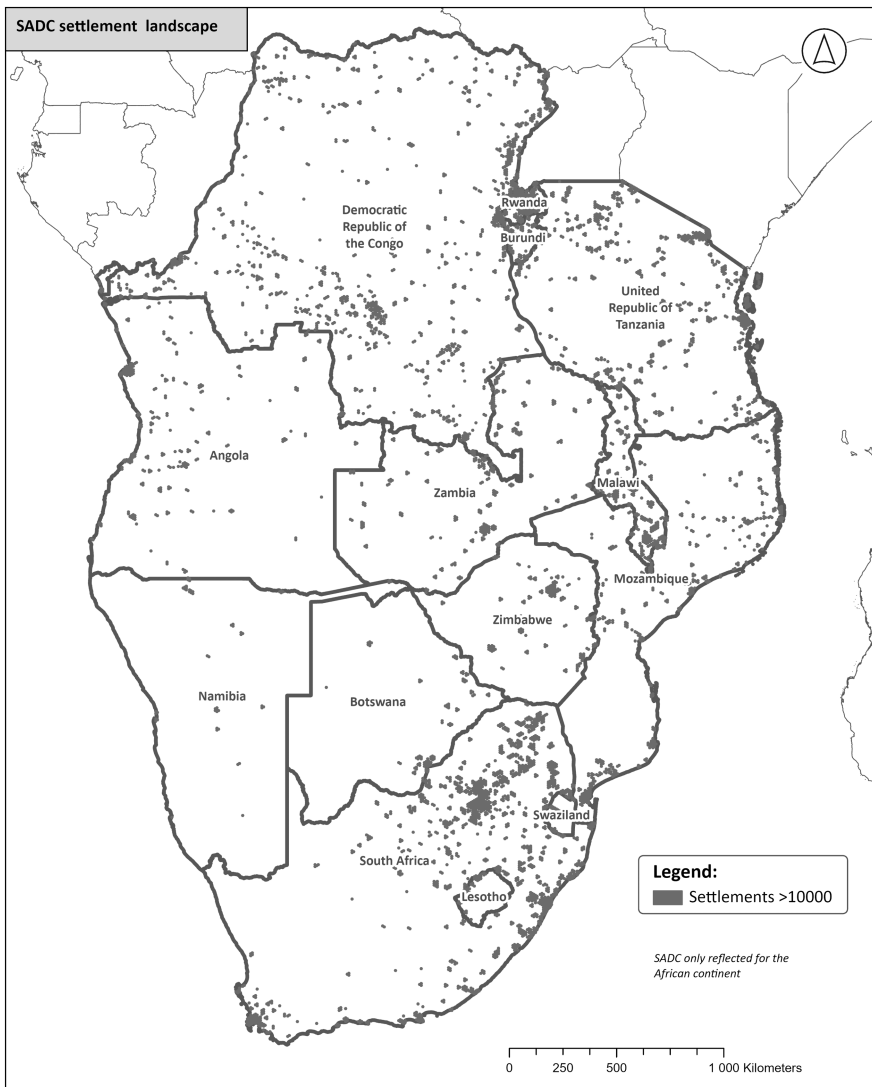 SADC settlement landscape
Democratic
Republic of
the Congo
Rwanda
Burundi
United
Republic of
Tanzania
Angola
Zambia
Malawi
Mozambique
Zimbabwe
Namibia
Botswana
Swaziland
South Africa
Lesotho
Legend:
Settlements >10000
SADC only reflected for the
African continent
0 250 500 1 000 Kilometers